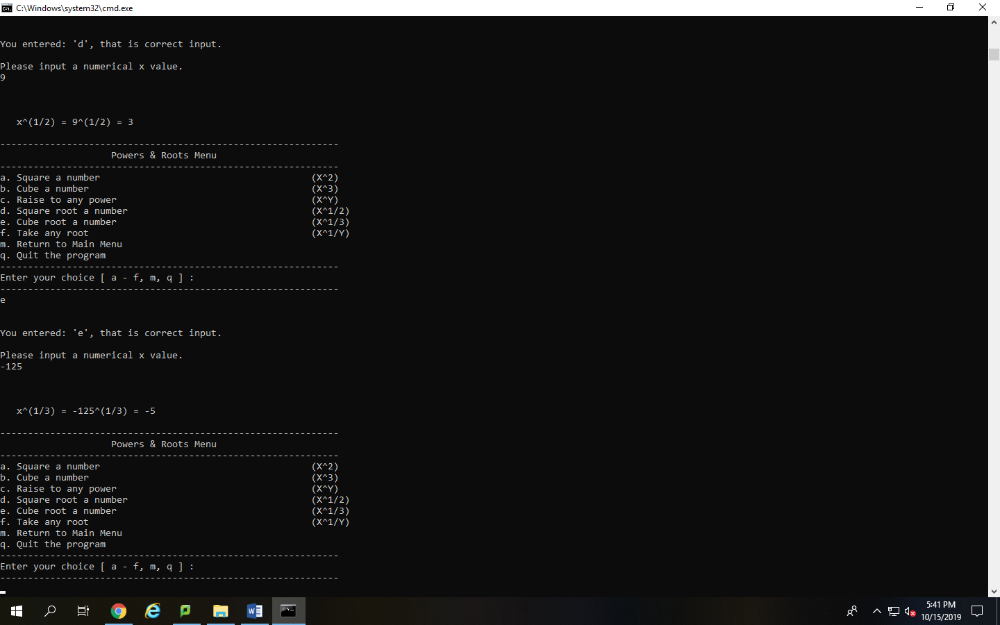 C:\Windows\system32\cmd.exe
You entered: 'd', that is correct input.
Please input a numerical x value.
9
x^(1/2) = 9^(1/2) = 3
-------------------------------------------------------------
Powers & Roots Menu
-------------------------------------------------------------
a. Square a number (X^2)
b. Cube a number (X^3)
c. Raise to any power (X^Y)
d. Square root a number (X^1/2)
e. Cube root a number (X^1/3)
f. Take any root (X^1/Y)
m. Return to Main Menu
q. Quit the program
-------------------------------------------------------------
Enter your choice [ a - f, m, q ] :
-------------------------------------------------------------
e
You entered: 'e', that is correct input.
Please input a numerical x value.
-125
x^(1/3) = -125^(1/3) = -5
-------------------------------------------------------------
Powers & Roots Menu
-------------------------------------------------------------
a. Square a number (X^2)
b. Cube a number (X^3)
c. Raise to any power (X^Y)
d. Square root a number (X^1/2)
e. Cube root a number (X^1/3)
f. Take any root (X^1/Y)
m. Return to Main Menu
q. Quit the program
-------------------------------------------------------------
Enter your choice [ a - f, m, q ] :
-------------------------------------------------------------
5:41 PM
10/15/2019